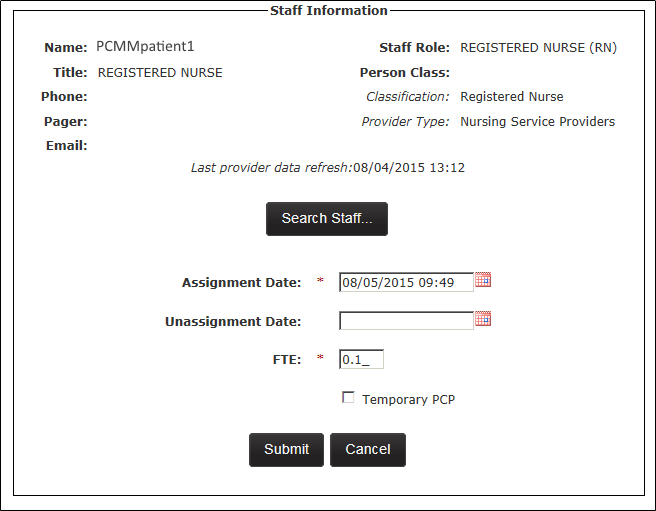 Staff Information
Name: PCMMpatient1 Staff Role: REGISTERED NURSE (RN)
Title: REGISTERED NURSE Person Class:
Phone: Classification: Registered Nurse
Pager: Provider Type: Nursing Service Providers
Email:
Last provider data refresh:08/04/2015 13:12
Search Staff...
Assignment Date: * 08/05/2015 09:49
Unassignment Date:
FTE: * 0.1_
Temporary PCP
Submit Cancel